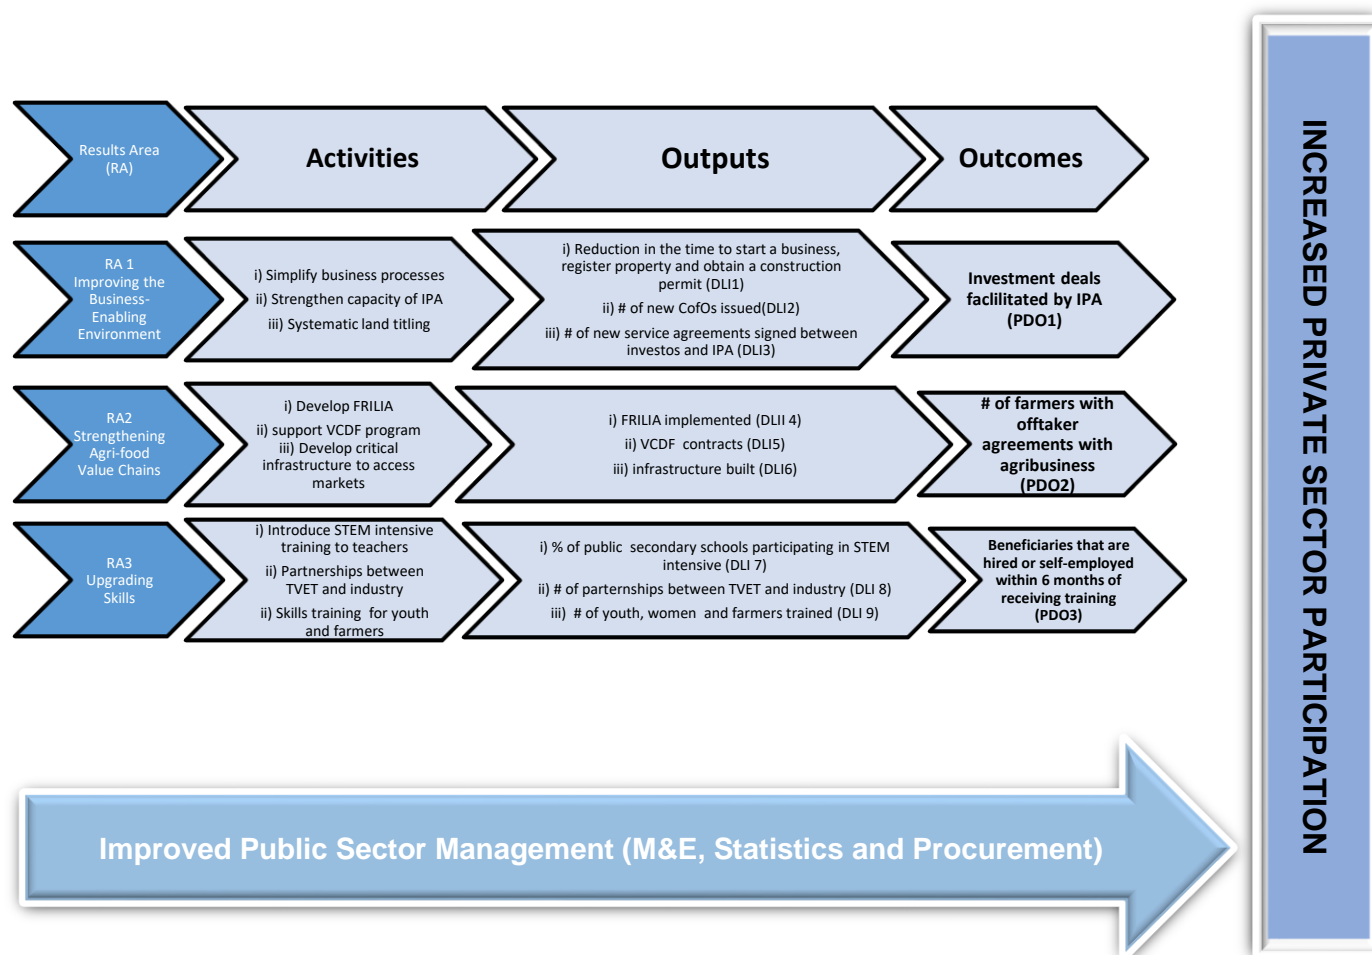 Results Area
(RA)
Activities
Outputs
Outcomes
RA 1
Improving the
Business-
Enabling
Environment
i) Simplify business processes
ii) Strengthen capacity of IPA
iii) Systematic land titling
i) Reduction in the time to start a business,
register property and obtain a construction
permit (DLI1)
ii) # of new CofOs issued(DLI2)
iii) # of new service agreements signed between
investos and IPA (DLI3)
Investment deals
faclilitated by IPA
(PDO1)
RA2
Strengthening
Agri-food
Value Chains
i) Develop FRILIA
ii) support VCDF program
iii) Develop critical
infrastructure to access
markets
i) FRILIA implemented (DLII 4)
ii) VCDF  contracts (DLI5)
iii) infrastructure built (DLI6)
# of farmers with
offtaker
agreements with
agribusiness
(PDO2)
RA3
Upgrading
Skills
i) Introduce STEM intensive
training to teachers
ii) Partnerships between
TVET and industry
ii) Skills training  for youth
and farmers
i) % of public  secondary schools participating in STEM
intensive (DLI 7)
ii) # of parternships between TVET and industry (DLI 8)
iii)  # of youth, women  and farmers trained (DLI 9)
Beneficiaries that are
hired or self-employed
within 6 months of
receiving training
(PDO3)
Improved Public Sector Management (M&E, Statistics and Procurement)
INCREASED PRIVATE SECTOR PARTICIPATION